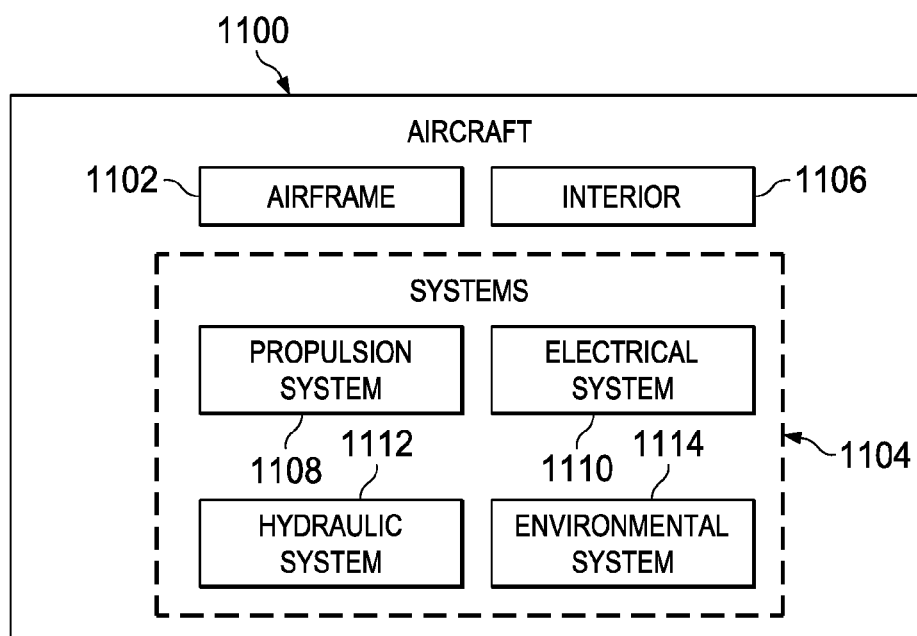 1100
AIRCRAFT
1102
AIRFRAME
INTERIOR
1106
SYSTEMS
PROPULSION
SYSTEM
ELECTRICAL
SYSTEM
1108
1112
1110
1114
1104
HYDRAULIC
SYSTEM
ENVIRONMENTAL
SYSTEM